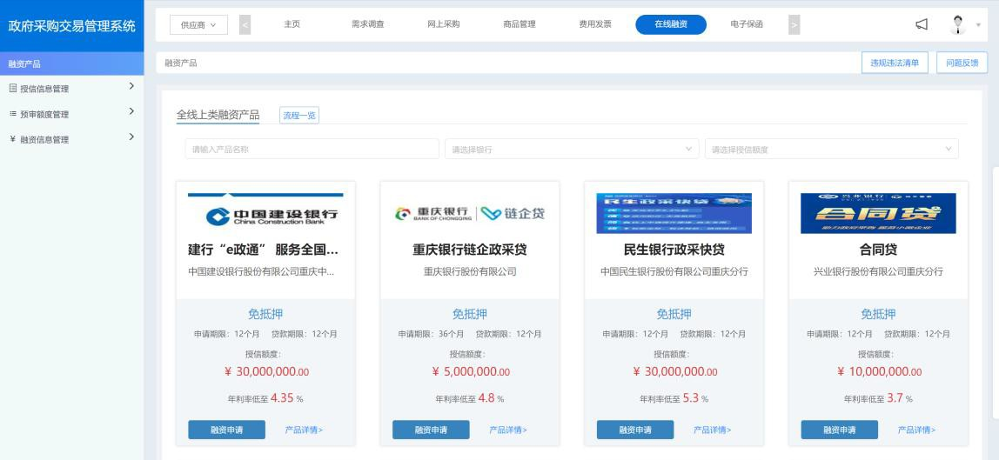 政府采购交易管理系统
供应商
<
主页
需求调查
网上采购
商品管理
费用发票
在线融资
电子保函
>
融资产品
授信信息管理
预审额度管理
¥ 融资信息管理
融资产品
违规违法清单
问题反馈
全线上类融资产品
流程一览
请输入产品名称
请选择银行
请选择授信额度
中国建设银行
China Construction Bank
建行“e政通” 服务全国...
中国建设银行股份有限公司重庆中...
免抵押
申请期限：12个月 贷款期限：12个月
授信额度：
¥ 30,000,000.00
年利率低至 4.35 %
融资申请
产品详情>
重庆银行
BANK OF CHONGQING
链企贷
重庆银行链企政采贷
重庆银行股份有限公司
免抵押
申请期限：36个月 贷款期限：12个月
授信额度：
¥ 5,000,000.00
年利率低至 4.8 %
融资申请
产品详情>
民生政采快贷
民生银行政采快贷
中国民生银行股份有限公司重庆分行
免抵押
申请期限：12个月 贷款期限：12个月
授信额度：
¥ 30,000,000.00
年利率低至 5.3 %
融资申请
产品详情>
兴业银行
合同贷
合同贷
兴业银行股份有限公司重庆分行
免抵押
申请期限：12个月 贷款期限：12个月
授信额度：
¥ 10,000,000.00
年利率低至 3.7 %
融资申请
产品详情>